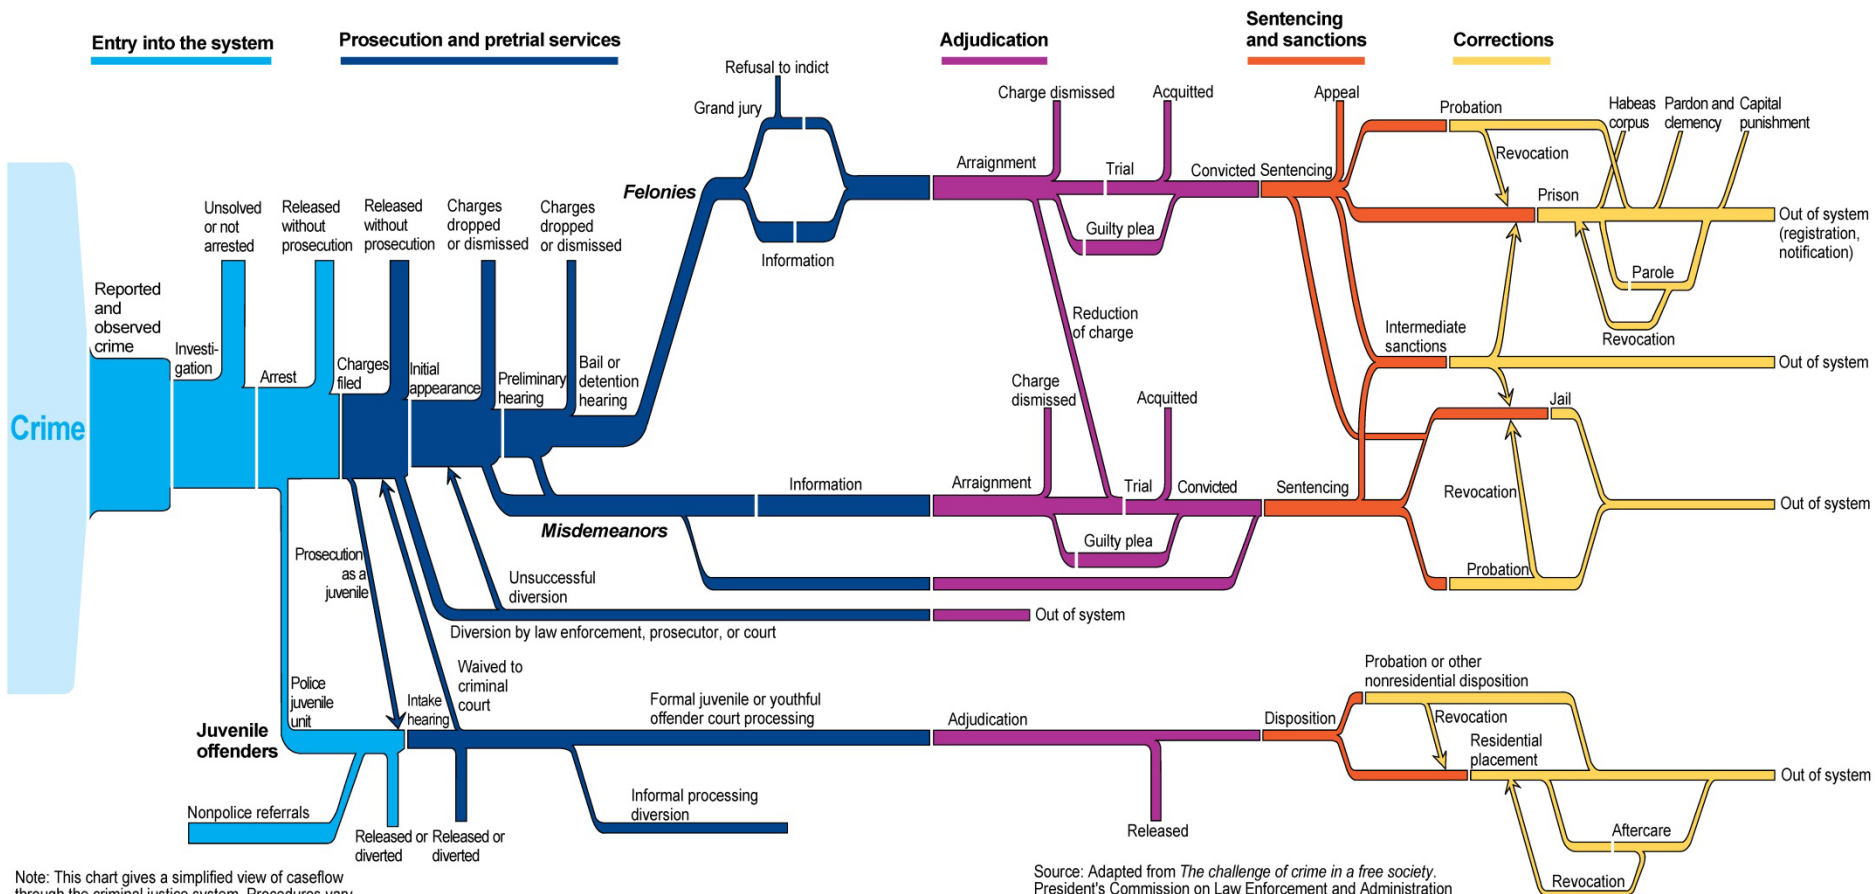 Entry into the system
Prosecution and pretrial services
Adjudication
Sentencing
and sanctions
Corrections
Crime
Reported
and
observed
crime
Investi-
gation
Unsolved
or not
arrested
Arrest
Released
without
prosecution
Charges
filed
Released
without
prosecution
Initial
appearance
Charges
dropped
or dismissed
Preliminary
hearing
Charges
dropped
or dismissed
Bail or
detention
hearing
Felonies
Grand jury
Refusal to indict
Information
Arraignment
Charge dismissed
Trial
Acquitted
Guilty plea
Convicted
Sentencing
Appeal
Probation
Revocation
Prison
Habeas
corpus
Pardon and
clemency
Capital
punishment
Out of system
(registration,
notification)
Parole
Revocation
Reduction
of charge
Intermediate
sanctions
Out of system
Misdemeanors
Information
Arraignment
Charge
dismissed
Trial
Acquitted
Guilty plea
Convicted
Sentencing
Jail
Revocation
Probation
Out of system
Unsuccessful
diversion
Diversion by law enforcement, prosecutor, or court
Out of system
Prosecution
as a
juvenile
Waived to
criminal
court
Police
juvenile
unit
Juvenile
offenders
Intake
hearing
Formal juvenile or youthful
offender court processing
Adjudication
Disposition
Probation or other
nonresidential disposition
Revocation
Residential
placement
Out of system
Nonpolice referrals
Released or
diverted
Released or
diverted
Informal processing
diversion
Released
Aftercare
Revocation
Note: This chart gives a simplified view of caseflow
through the criminal justice system. Procedures vary
Source: Adapted from The challenge of crime in a free society.
President's Commission on Law Enforcement and Administration